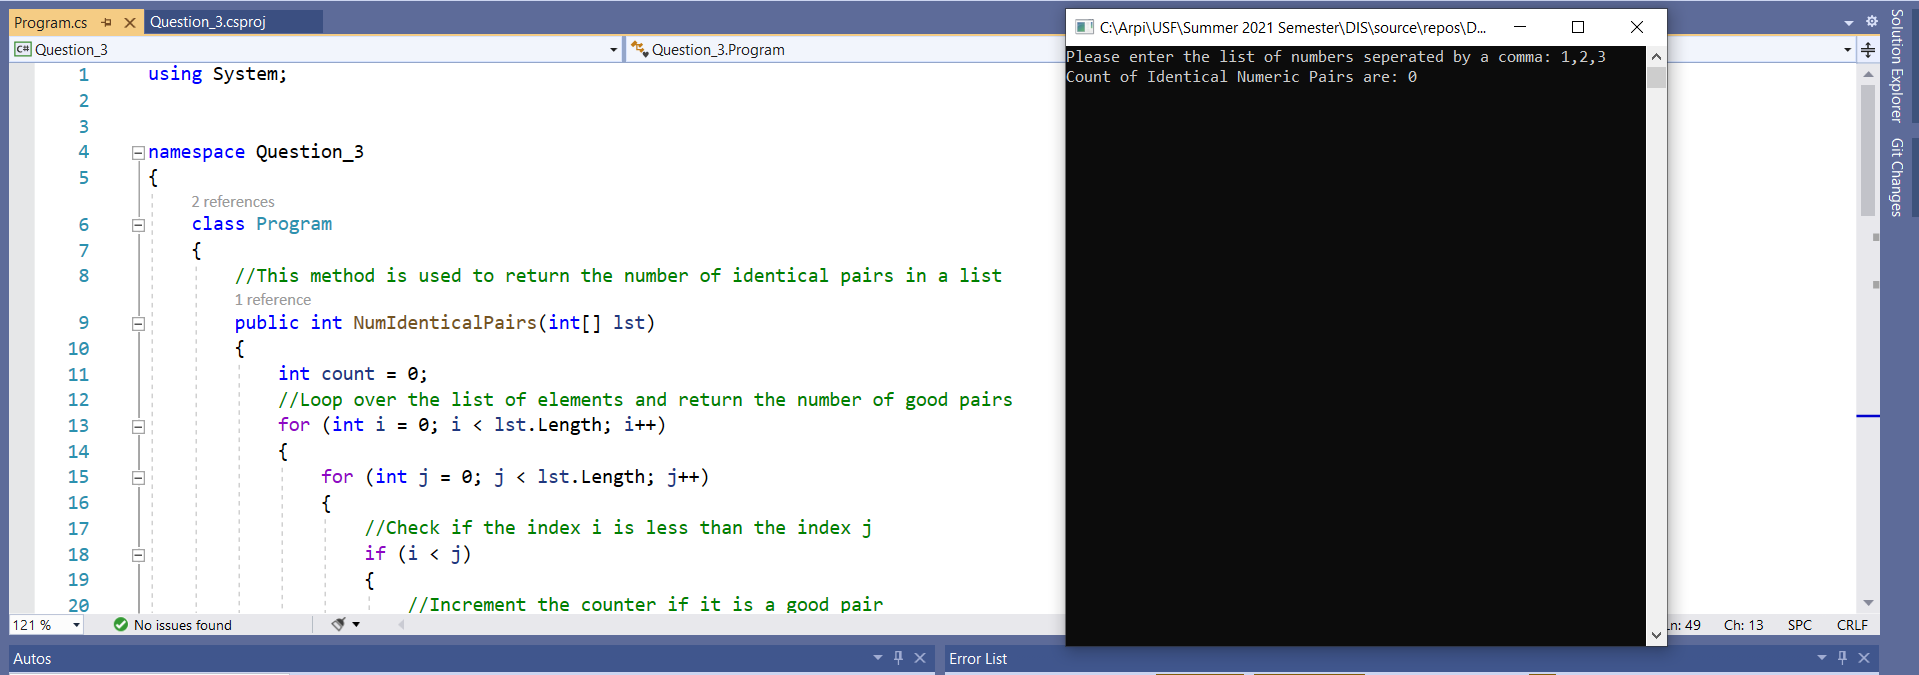 Program.cs
Question_3.csproj
C# Question_3
Question_3.Program
1 using System;
2
3
4 namespace Question_3
5 {
2 references
6 class Program
7 {
8 //This method is used to return the number of identical pairs in a list
1 reference
9 public int NumIdenticalPairs(int[] lst)
10 {
11 int count = 0;
12 //Loop over the list of elements and return the number of good pairs
13 for (int i = 0; i < lst.Length; i++)
14 {
15 for (int j = 0; j < lst.Length; j++)
16 {
17 //Check if the index i is less than the index j
18 if (i < j)
19 {
20 //Increment the counter if it is a good pair
C:\Arpi\USF\Summer 2021 Semester\DIS\source\repos\D...
Please enter the list of numbers seperated by a comma: 1,2,3
Count of Identical Numeric Pairs are: 0
Solution Explorer
Git Changes
121 %
No issues found
Ln: 49
Ch: 13
SPC
CRLF
Autos
Error List